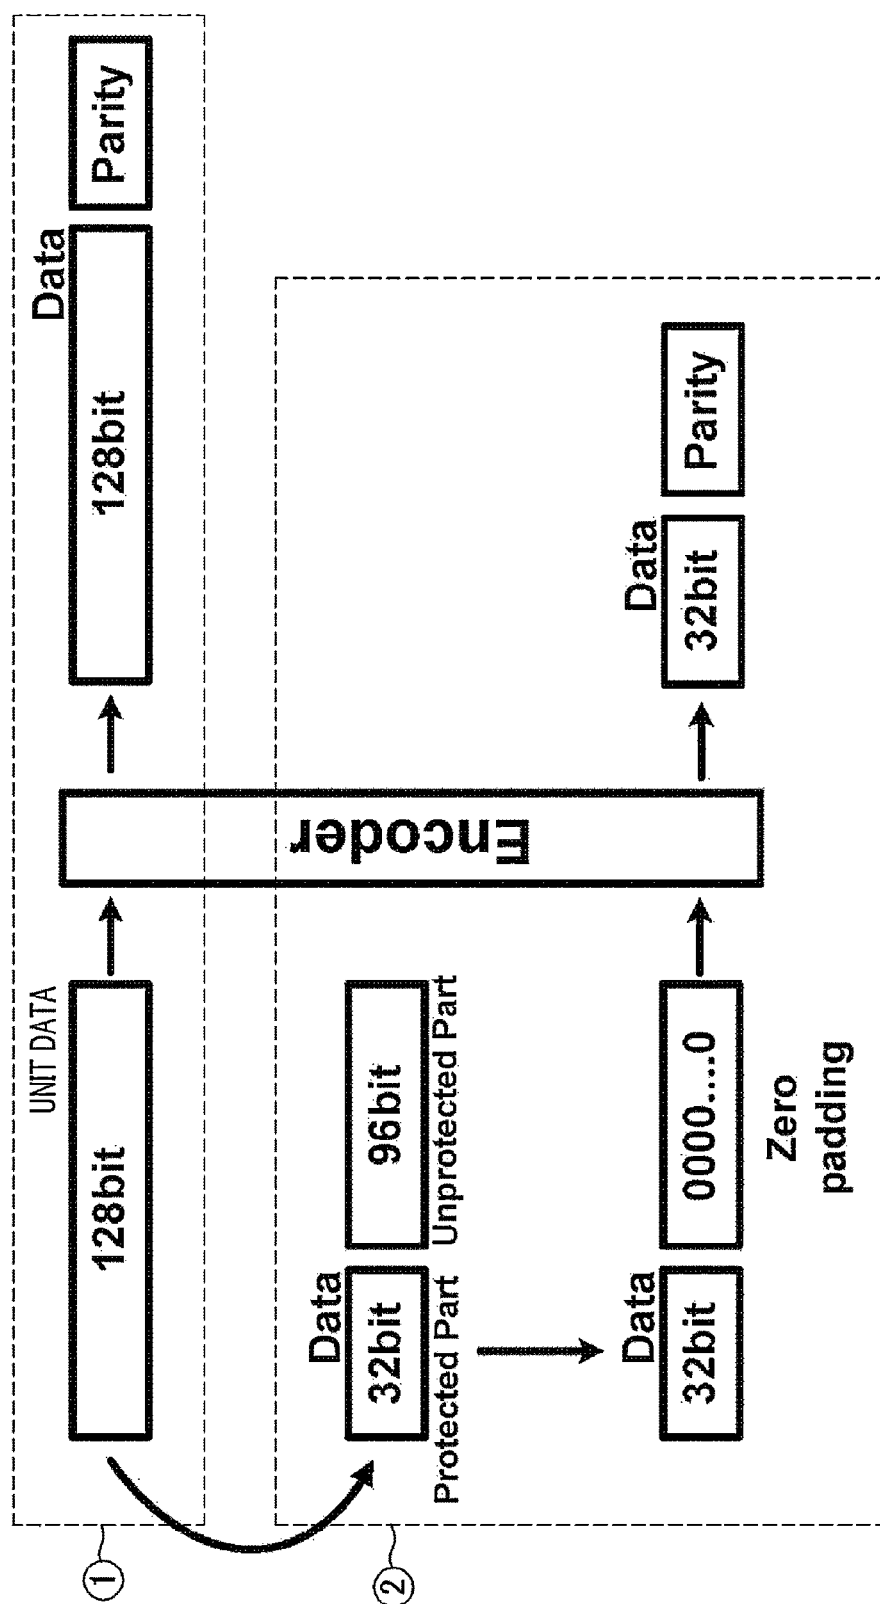 ①
UNIT DATA
128bit
Data
128bit
Parity
Encoder
②
Data
32bit
96bit
Protected Part
Unprotected Part
Data
32bit
0000....0
Zero
padding
Data
32bit
Parity